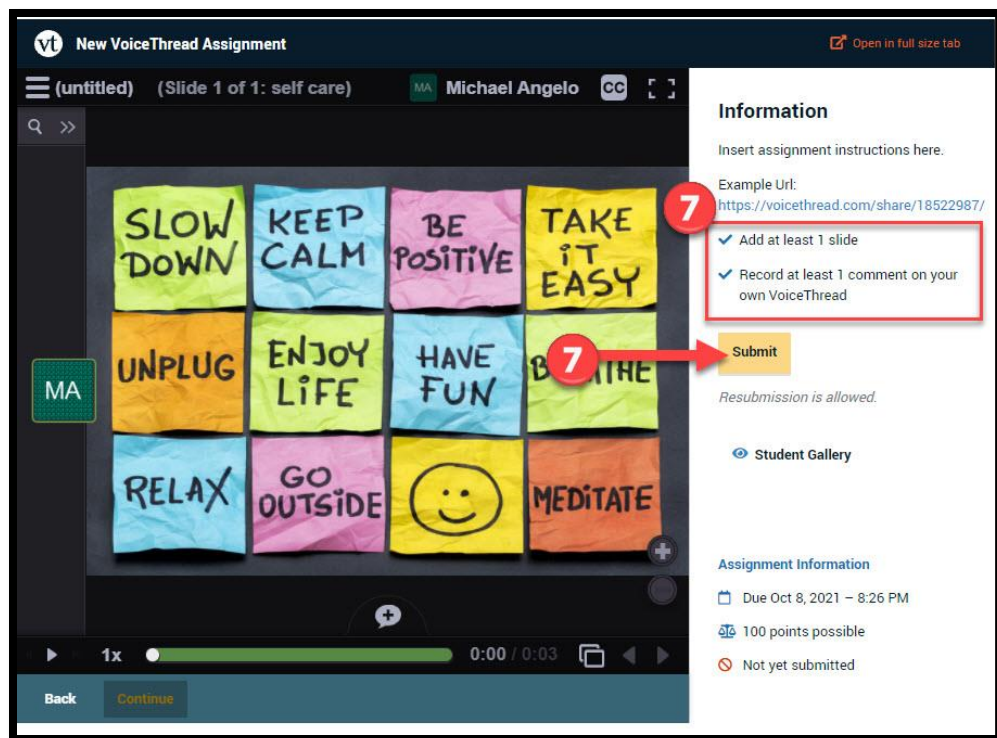 vt New VoiceThread Assignment
Open in full size tab
(untitled) (Slide 1 of 1: self care)
MA Michael Angelo CC
SLOW DOWN
KEEP CALM
BE POSITIVE
TAKE iT EASY
UNPLUG
ENJOY LiFE
HAVE FUN
RELAX
GO OUTSiDE
MEDiTATE
MA
1x
0:00 / 0:03
Back
Continue
Information
Insert assignment instructions here.
Example Url:
https://voicethread.com/share/18522987/
7
Add at least 1 slide
Record at least 1 comment on your
own VoiceThread
7
Submit
Resubmission is allowed.
Student Gallery
Assignment Information
Due Oct 8, 2021 – 8:26 PM
100 points possible
Not yet submitted